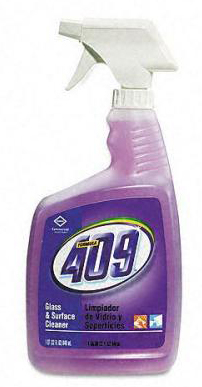 FORMULA
409
Glass
& Surface
Cleaner
Limpiador
de Vidrio y
Superficies